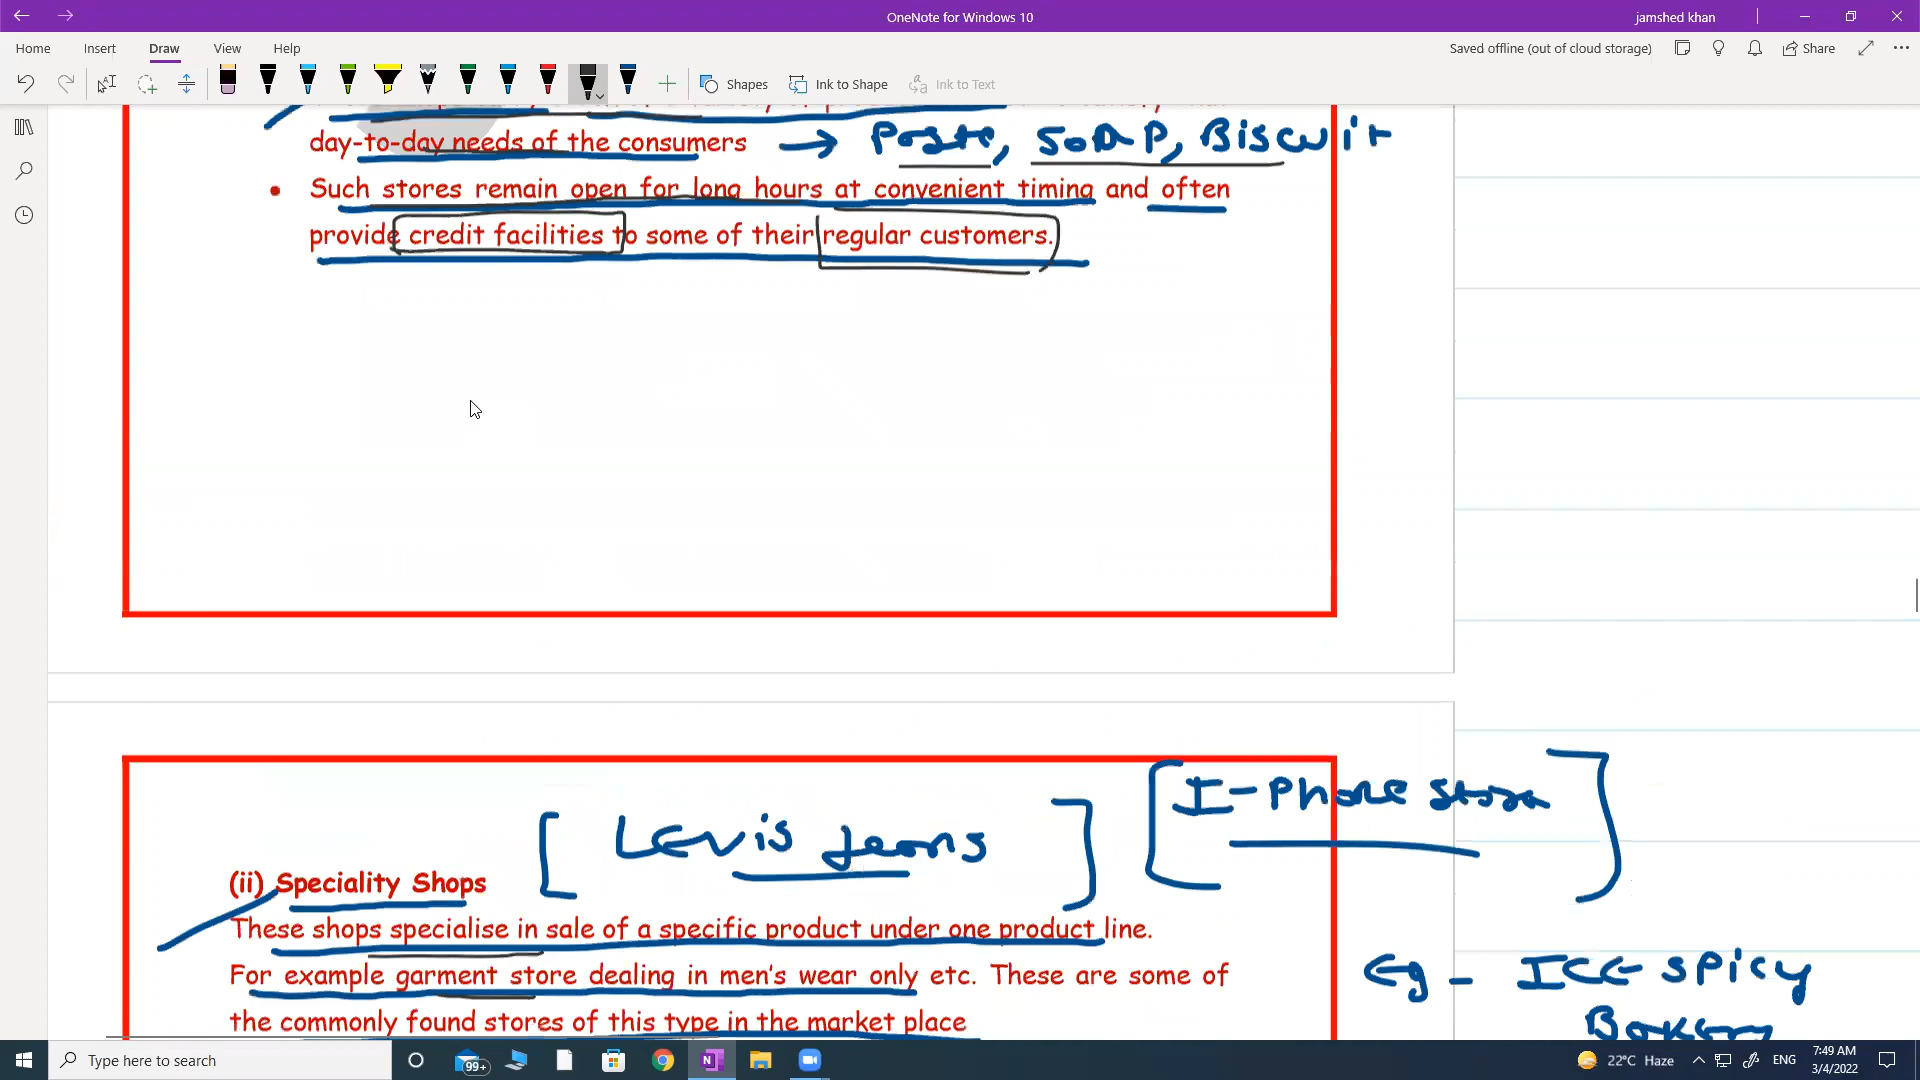 OneNote for Windows 10
jamshed khan
Home Insert Draw View Help
Saved offline (out of cloud storage)
Share
Shapes
Ink to Shape
Ink to Text
day-to-day needs of the consumers → Paste, SOAP, Biscuit
• Such stores remain open for long hours at convenient timing and often
provide credit facilities to some of their regular customers.
[ Levis Jeans ] [ I-Phone store ]
(ii) Speciality Shops
These shops specialise in sale of a specific product under one product line.
For example garment store dealing in men's wear only etc. These are some of
the commonly found stores of this type in the market place
Eg - ICE SPICY
Bakery
Type here to search
99+
22°C Haze
ENG
7:49 AM
3/4/2022